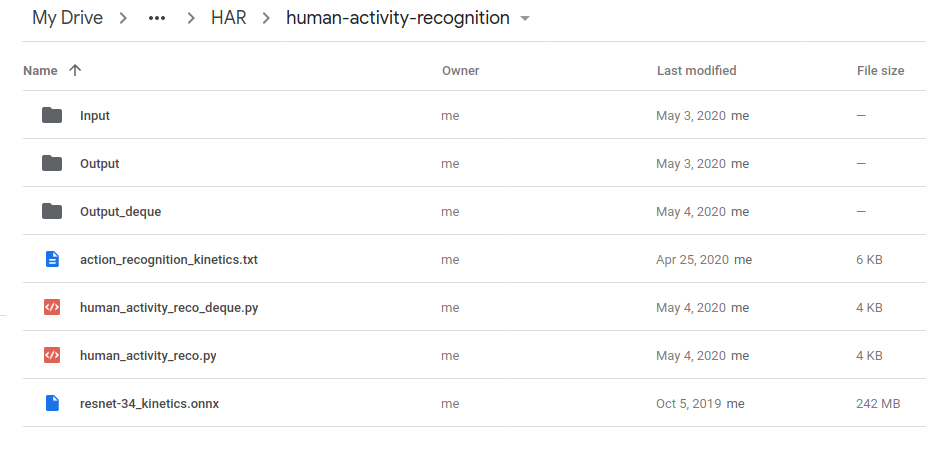 My Drive > ... > HAR > human-activity-recognition
Name Owner Last modified File size
Input me May 3, 2020 me —
Output me May 3, 2020 me —
Output_deque me May 4, 2020 me —
action_recognition_kinetics.txt me Apr 25, 2020 me 6 KB
human_activity_reco_deque.py me May 4, 2020 me 4 KB
human_activity_reco.py me May 4, 2020 me 4 KB
resnet-34_kinetics.onnx me Oct 5, 2019 me 242 MB